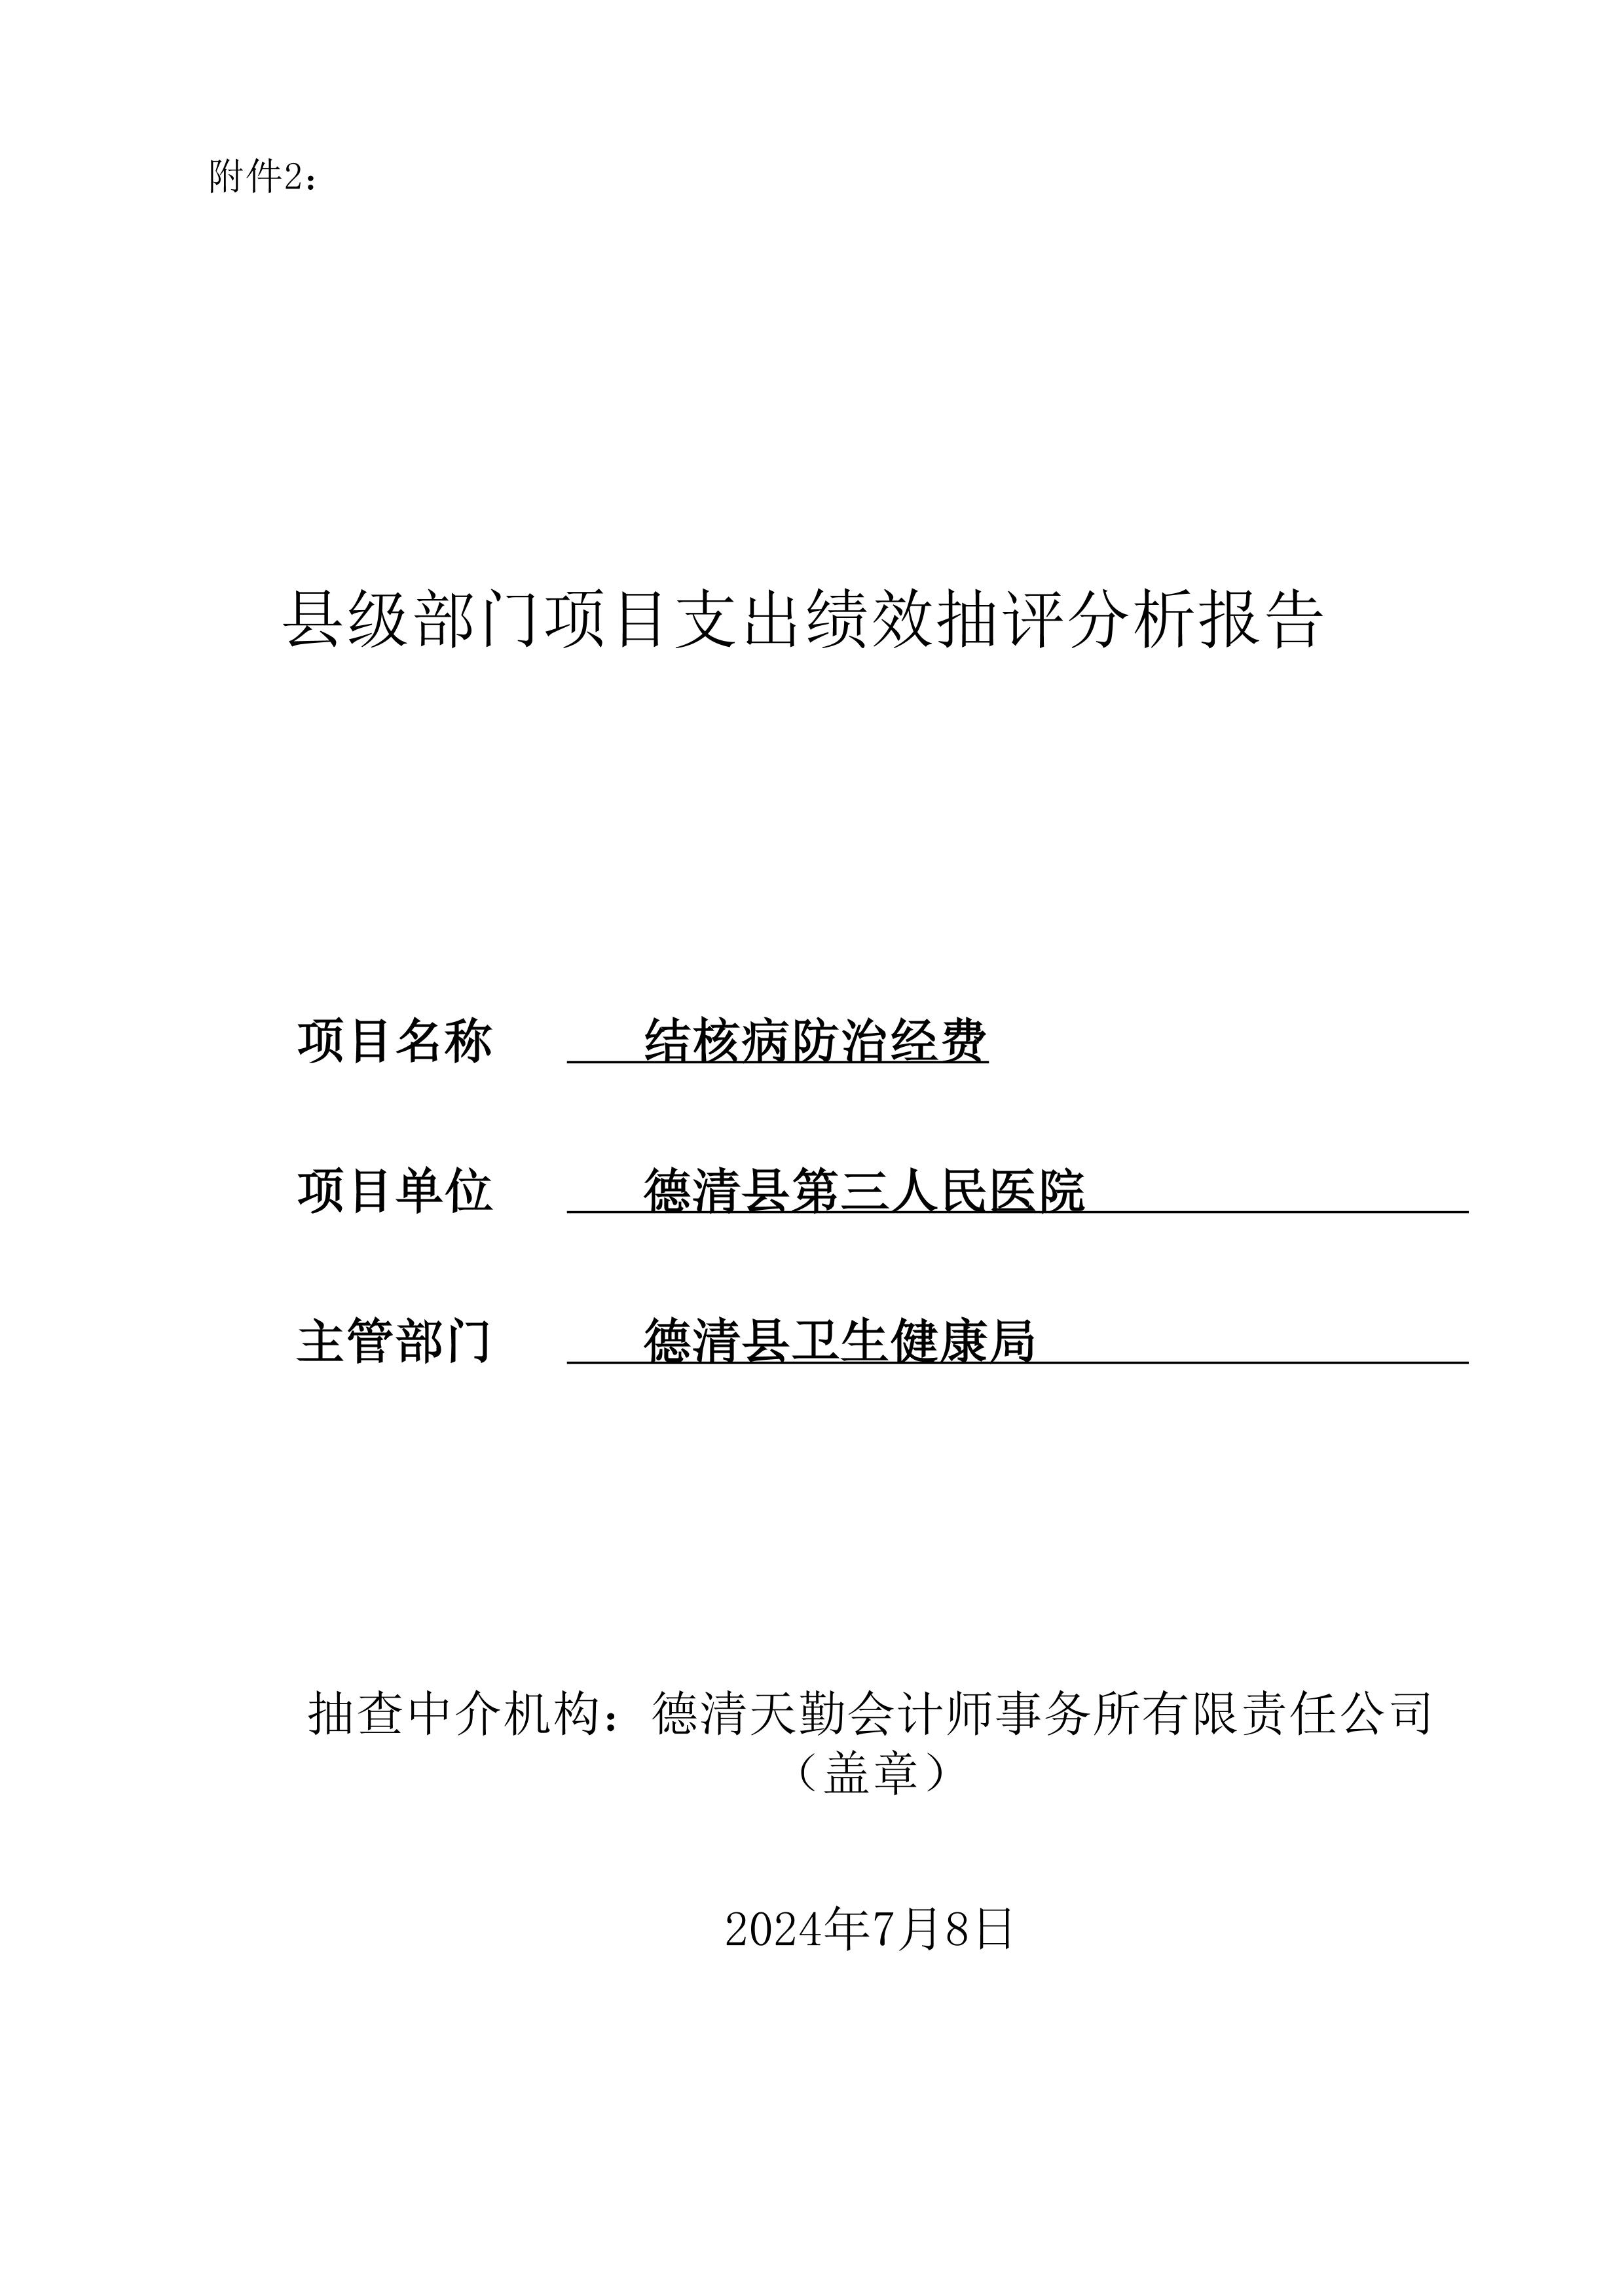 附件2：
县级部门项目支出绩效抽评分析报告
项目名称 结核病防治经费
项目单位 德清县第三人民医院
主管部门 德清县卫生健康局
抽查中介机构：德清天勤会计师事务所有限责任公司
（盖章）
2024年7月8日